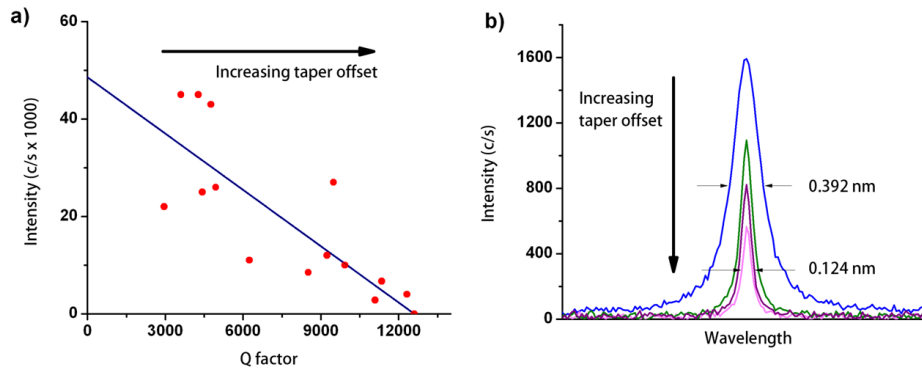 a)
Intensity (c/s x 1000)
60
40
20
0
Increasing taper offset
0
3000
6000
9000
12000
Q factor
b)
Intensity (c/s)
1600
1200
800
400
0
Increasing
taper offset
0.392 nm
0.124 nm
Wavelength